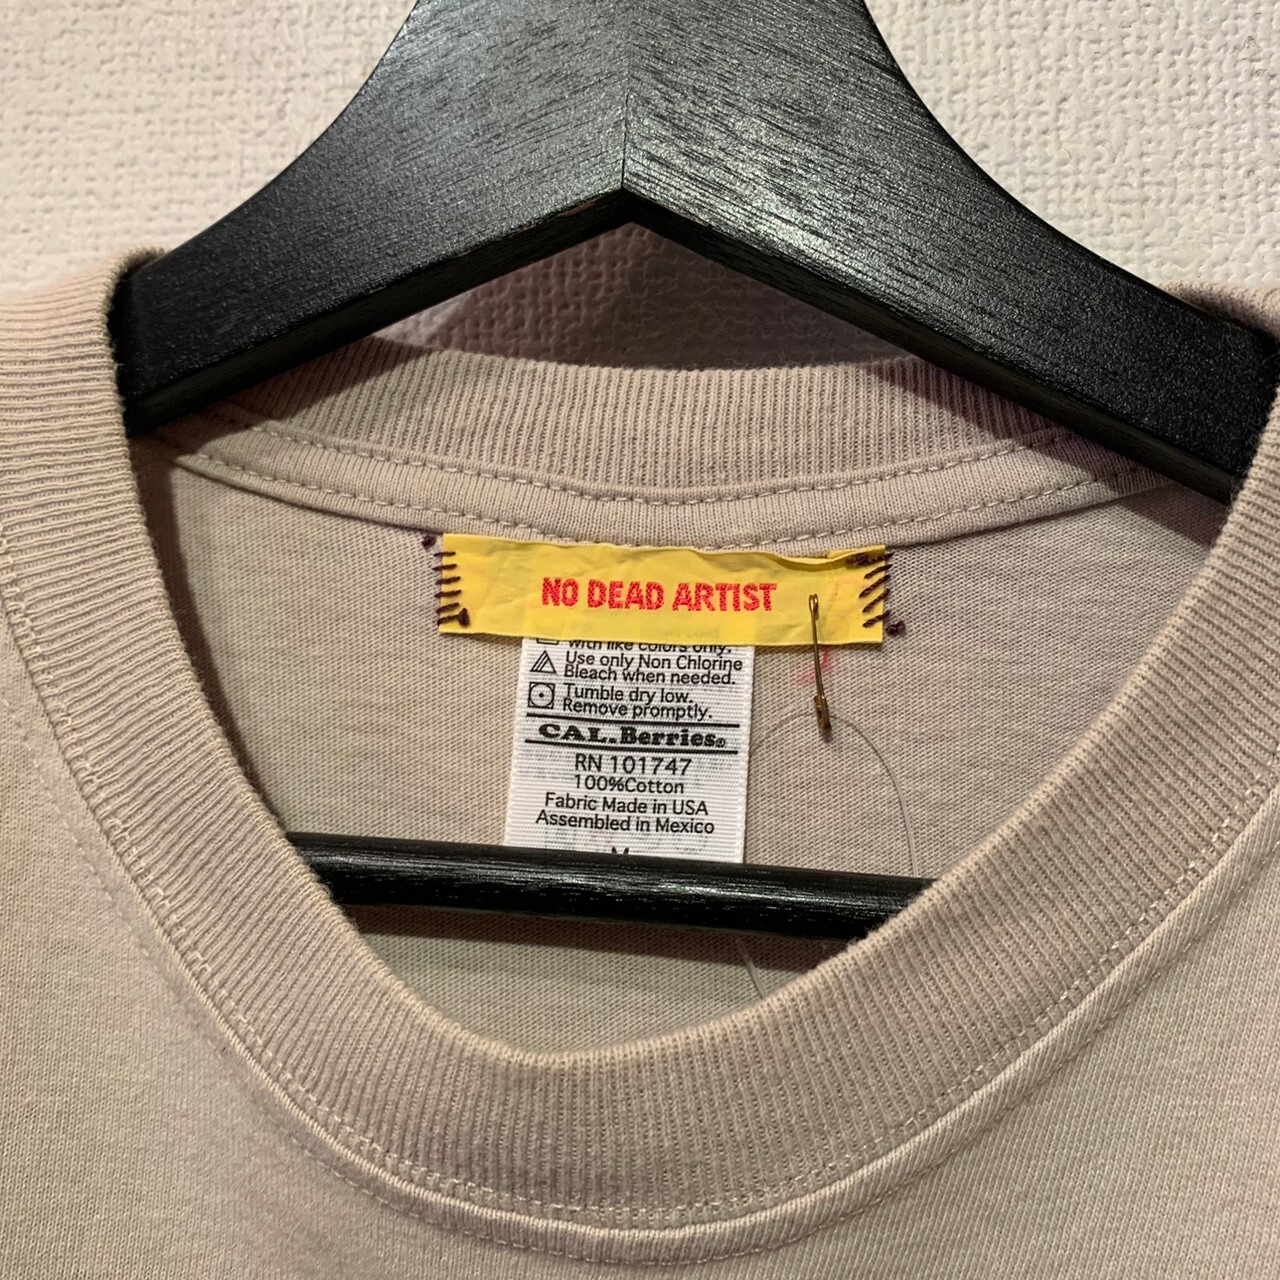 NO DEAD ARTIST
with like colors only.
Use only Non Chlorine
Bleach when needed.
Tumble dry low.
Remove promptly.
CAL.Berries®
RN 101747
100%Cotton
Fabric Made in USA
Assembled in Mexico
M